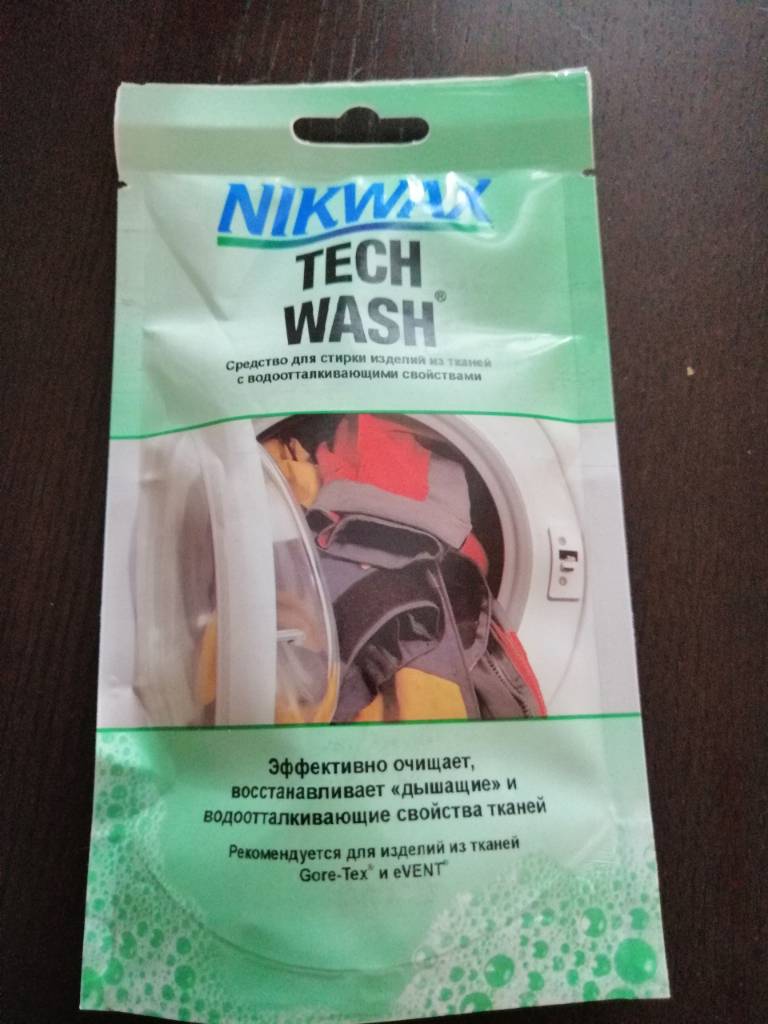 NIKWAX
TECH
WASH®
Средство для стирки изделий из тканей
с водоотталкивающими свойствами
Эффективно очищает,
восстанавливает «дышащие» и
водоотталкивающие свойства тканей
Рекомендуется для изделий из тканей
Gore-Tex® и eVENT®